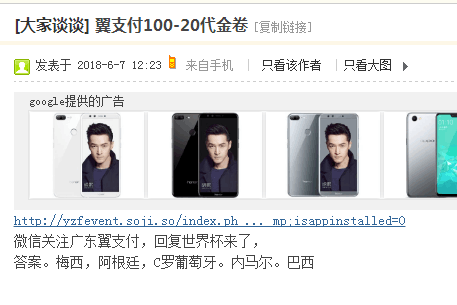 [大家谈谈] 翼支付100-20代金卷 [复制链接]
发表于 2018-6-7 12:23 来自手机 | 只看该作者 | 只看大图
google提供的广告
http://yzfevent.soji.so/index.ph ... mp;isappinstalled=0
微信关注广东翼支付，回复世界杯来了，
答案。梅西，阿根廷，C罗葡萄牙。内马尔。巴西